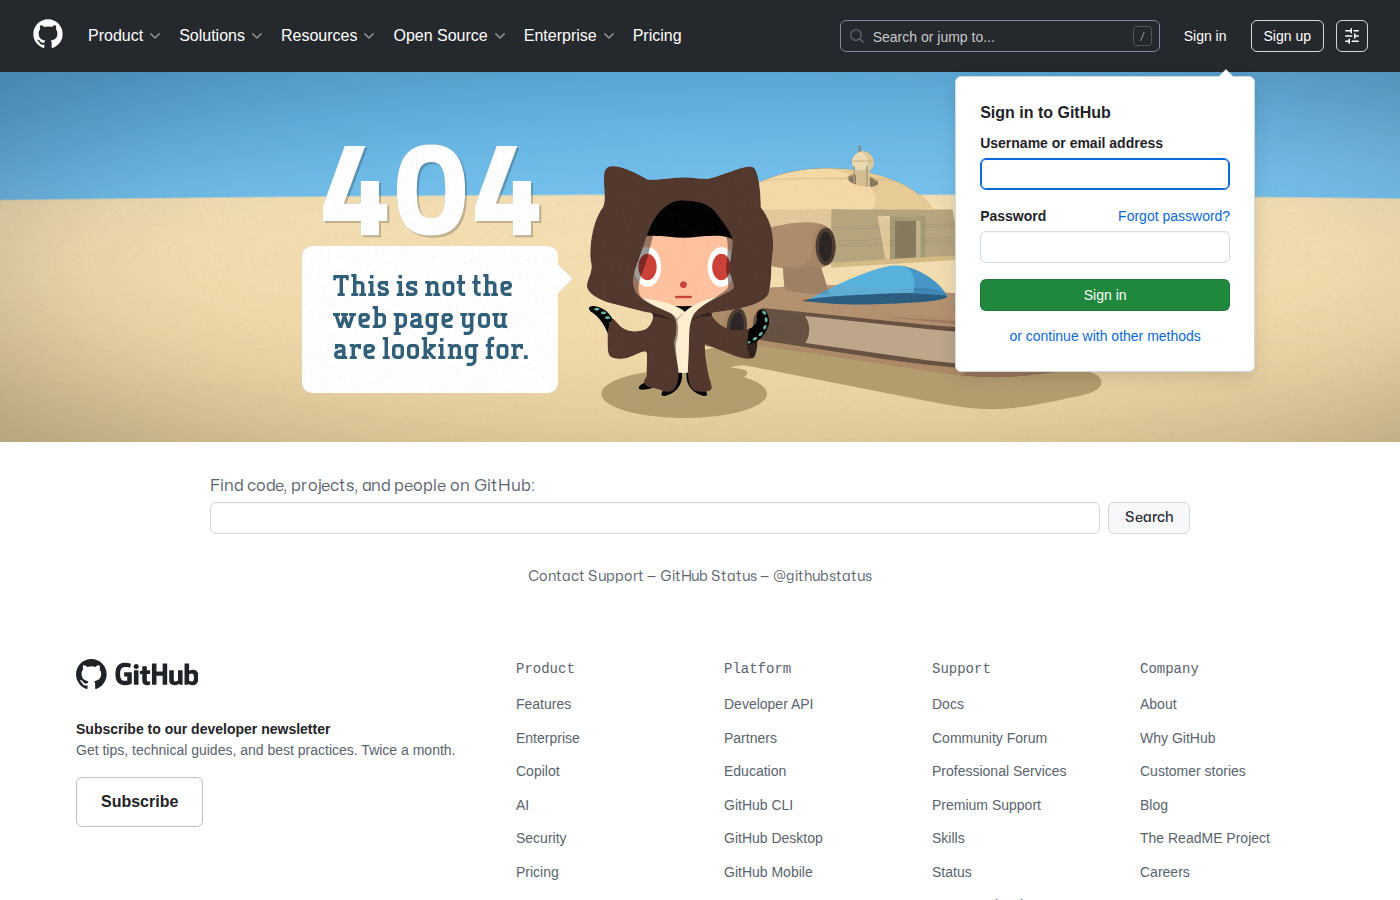 Product Solutions Resources Open Source Enterprise Pricing Search or jump to... / Sign in Sign up
404
This is not the
web page you
are looking for.
Sign in to GitHub
Username or email address
Password Forgot password?
Sign in
or continue with other methods
Find code, projects, and people on GitHub:
Search
Contact Support — GitHub Status — @githubstatus
GitHub
Subscribe to our developer newsletter
Get tips, technical guides, and best practices. Twice a month.
Subscribe
Product
Features
Enterprise
Copilot
AI
Security
Pricing
Platform
Developer API
Partners
Education
GitHub CLI
GitHub Desktop
GitHub Mobile
Support
Docs
Community Forum
Professional Services
Premium Support
Skills
Status
Company
About
Why GitHub
Customer stories
Blog
The ReadME Project
Careers